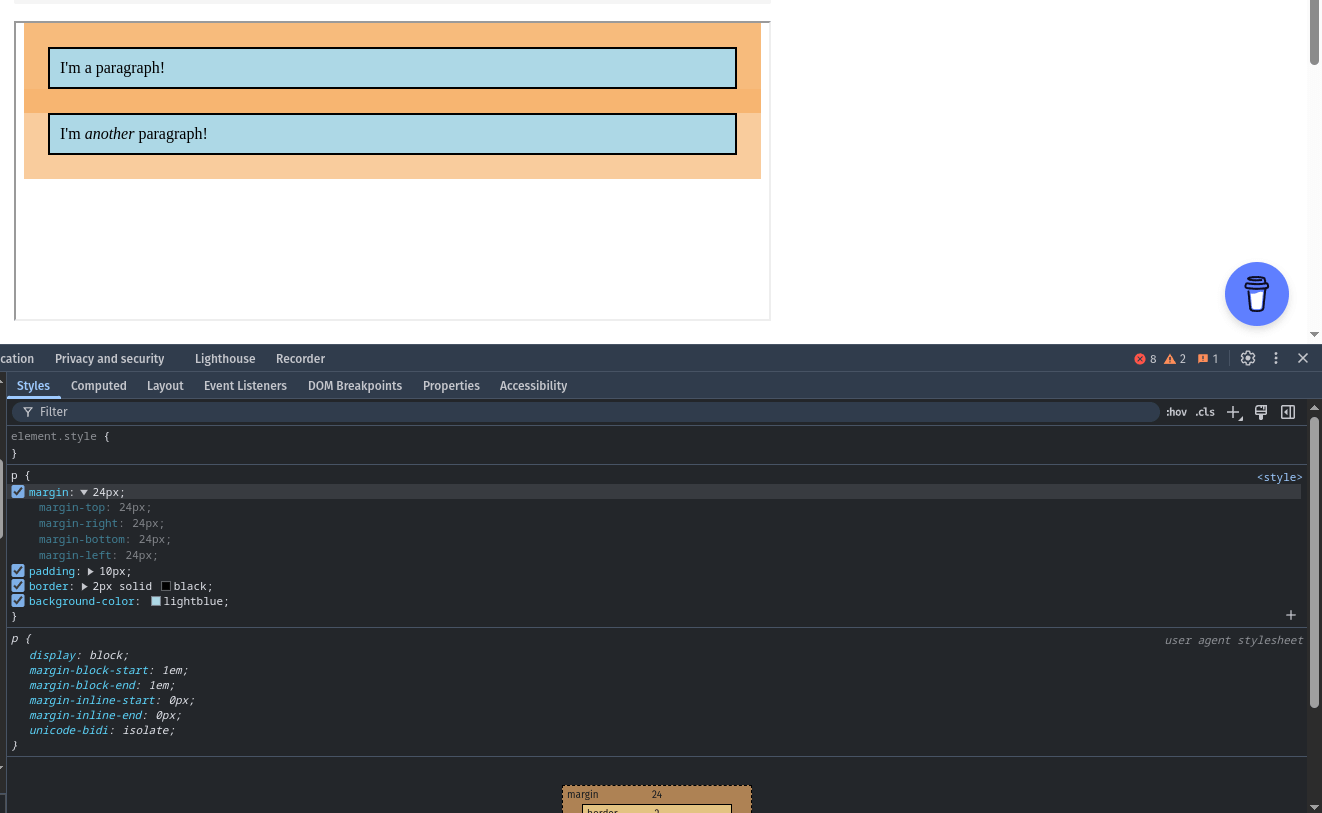 I'm a paragraph!
I'm another paragraph!
cation Privacy and security Lighthouse Recorder 8 2 1
Styles Computed Layout Event Listeners DOM Breakpoints Properties Accessibility
Filter :hov .cls
element.style {
}
p { <style>
margin: 24px;
margin-top: 24px;
margin-right: 24px;
margin-bottom: 24px;
margin-left: 24px;
padding: 10px;
border: 2px solid black;
background-color: lightblue;
}
p { user agent stylesheet
display: block;
margin-block-start: 1em;
margin-block-end: 1em;
margin-inline-start: 0px;
margin-inline-end: 0px;
unicode-bidi: isolate;
}
margin 24
border 2